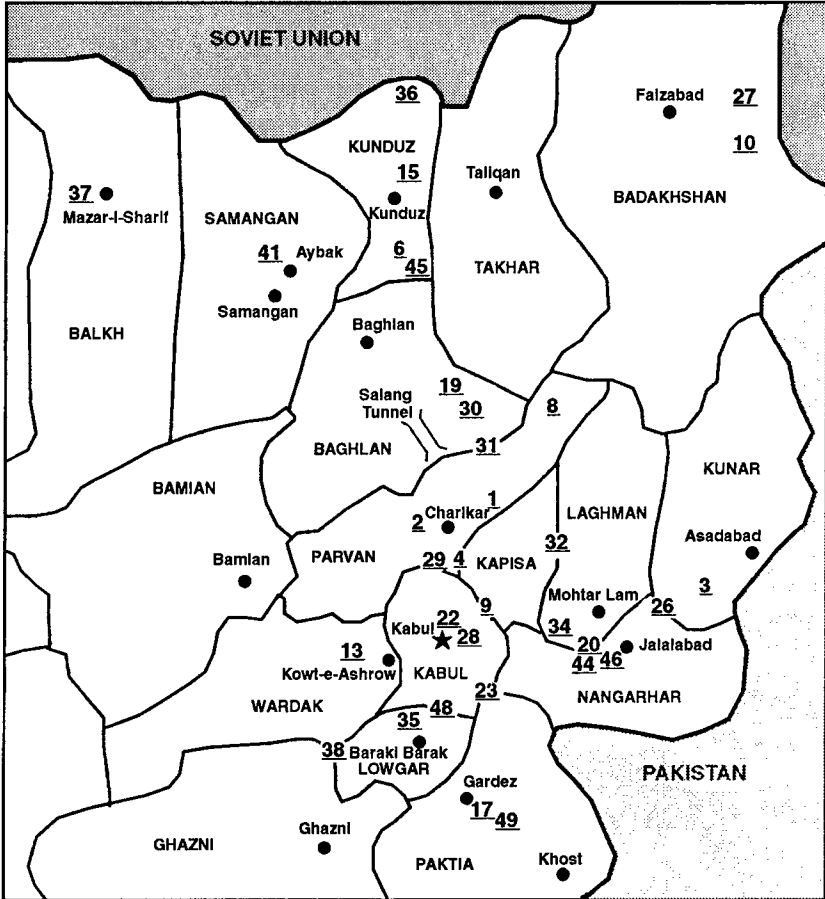 SOVIET UNION
36
Faizabad
27
KUNDUZ
10
15
Taliqan
37
BADAKHSHAN
Mazar-I-Sharif
SAMANGAN
Kunduz
41
Aybak
6
45
TAKHAR
Samangan
BALKH
Baghlan
19
Salang
Tunnel
30
8
BAGHLAN
31
KUNAR
BAMIAN
1
LAGHMAN
2
Charikar
32
Asadabad
PARVAN
29
4
KAPISA
Bamian
3
Mohtar Lam
26
9
22
Kabul
28
34
20
Jalalabad
13
44
46
Kowt-e-Ashrow
KABUL
NANGARHAR
WARDAK
23
48
35
38
Baraki Barak
LOWGAR
PAKISTAN
Gardez
17
49
Ghazni
GHAZNI
PAKTIA
Khost